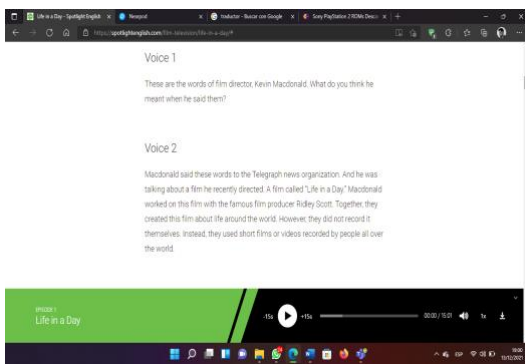 Life in a Day - Spotlight English
Newgrod
traductor - Buscar con Google
Sony PlayStation 2 ROMs Desca
https://spotlightenglish.com/film-television/life-in-a-day/#
Voice 1
These are the words of film director, Kevin Macdonald. What do you think he
meant when he said them?
Voice 2
Macdonald said these words to the Telegraph news organization. And he was
talking about a film he recently directed. A film called "Life in a Day." Macdonald
worked on this film with the famous film producer Ridley Scott. Together, they
created this film about life around the world. However, they did not record it
themselves. Instead, they used short films or videos recorded by people all over
the world.
Life in a Day
-15s
+15s
00:00 / 15:01
1x
ESP